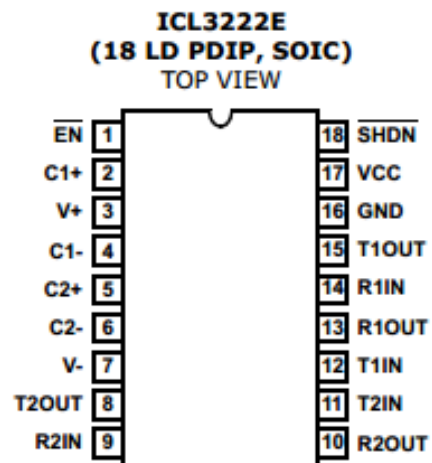 ICL3222E
(18 LD PDIP, SOIC)
TOP VIEW
EN 1 18 SHDN
C1+ 2 17 VCC
V+ 3 16 GND
C1- 4 15 T1OUT
C2+ 5 14 R1IN
C2- 6 13 R1OUT
V- 7 12 T1IN
T2OUT 8 11 T2IN
R2IN 9 10 R2OUT